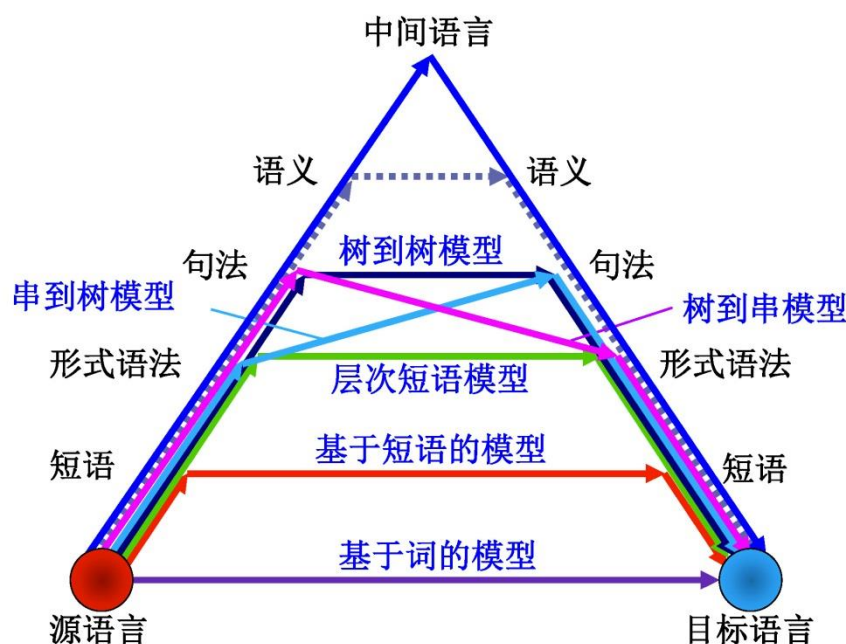 中间语言
语义
语义
树到树模型
句法
句法
串到树模型
树到串模型
形式语法
形式语法
层次短语模型
基于短语的模型
短语
短语
基于词的模型
源语言
目标语言